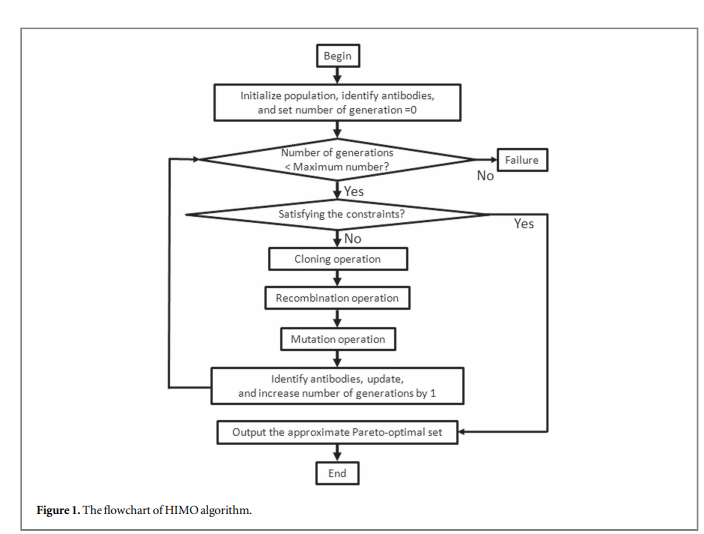 Begin
Initialize population, identify antibodies,
and set number of generation =0
Number of generations
< Maximum number?
Failure
No
Yes
Satisfying the constraints?
Yes
No
Cloning operation
Recombination operation
Mutation operation
Identify antibodies, update,
and increase number of generations by 1
Output the approximate Pareto-optimal set
End
Figure 1. The flowchart of HIMO algorithm.